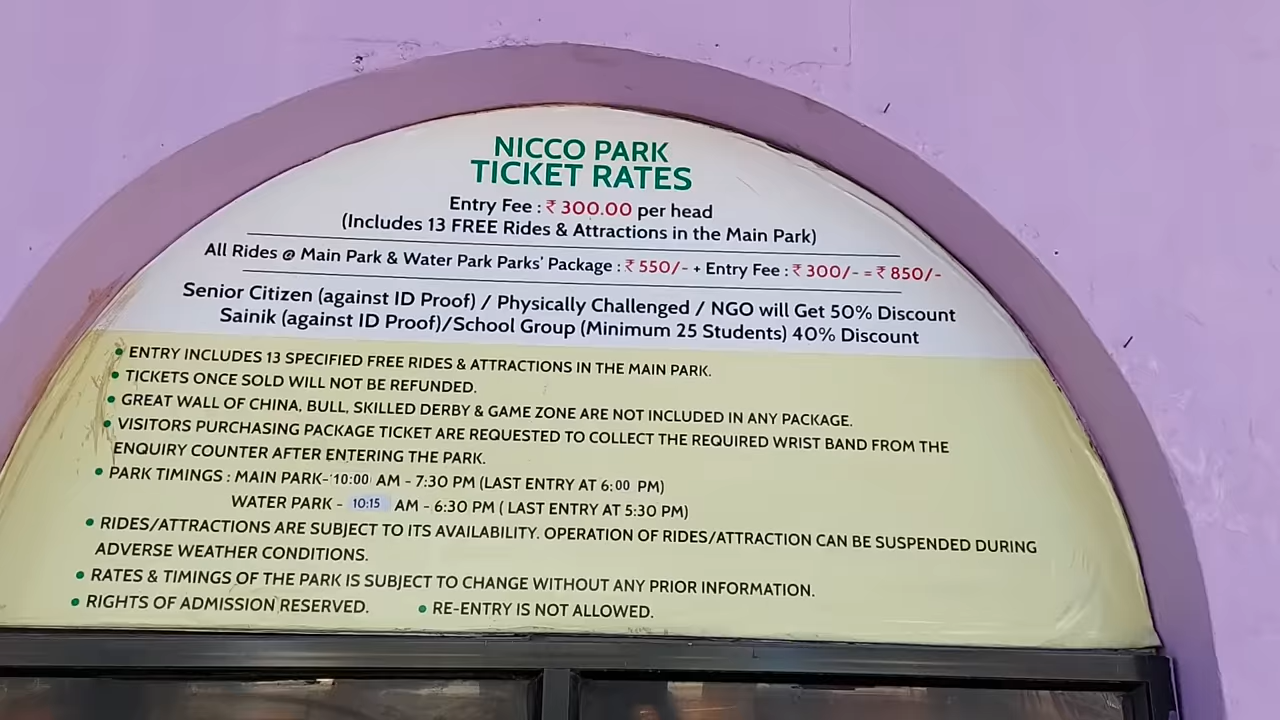 NICCO PARK
TICKET RATES
Entry Fee : ₹ 300.00 per head
(Includes 13 FREE Rides & Attractions in the Main Park)
All Rides @ Main Park & Water Park Parks' Package : ₹ 550/- + Entry Fee : ₹ 300/- = ₹ 850/-
Senior Citizen (against ID Proof) / Physically Challenged / NGO will Get 50% Discount
Sainik (against ID Proof)/School Group (Minimum 25 Students) 40% Discount
• ENTRY INCLUDES 13 SPECIFIED FREE RIDES & ATTRACTIONS IN THE MAIN PARK.
• TICKETS ONCE SOLD WILL NOT BE REFUNDED.
• GREAT WALL OF CHINA, BULL, SKILLED DERBY & GAME ZONE ARE NOT INCLUDED IN ANY PACKAGE.
• VISITORS PURCHASING PACKAGE TICKET ARE REQUESTED TO COLLECT THE REQUIRED WRIST BAND FROM THE
ENQUIRY COUNTER AFTER ENTERING THE PARK.
• PARK TIMINGS : MAIN PARK- 10:00 AM - 7:30 PM (LAST ENTRY AT 6:00 PM)
WATER PARK - 10:15 AM - 6:30 PM ( LAST ENTRY AT 5:30 PM)
• RIDES/ATTRACTIONS ARE SUBJECT TO ITS AVAILABILITY. OPERATION OF RIDES/ATTRACTION CAN BE SUSPENDED DURING
ADVERSE WEATHER CONDITIONS.
• RATES & TIMINGS OF THE PARK IS SUBJECT TO CHANGE WITHOUT ANY PRIOR INFORMATION.
• RIGHTS OF ADMISSION RESERVED. • RE-ENTRY IS NOT ALLOWED.